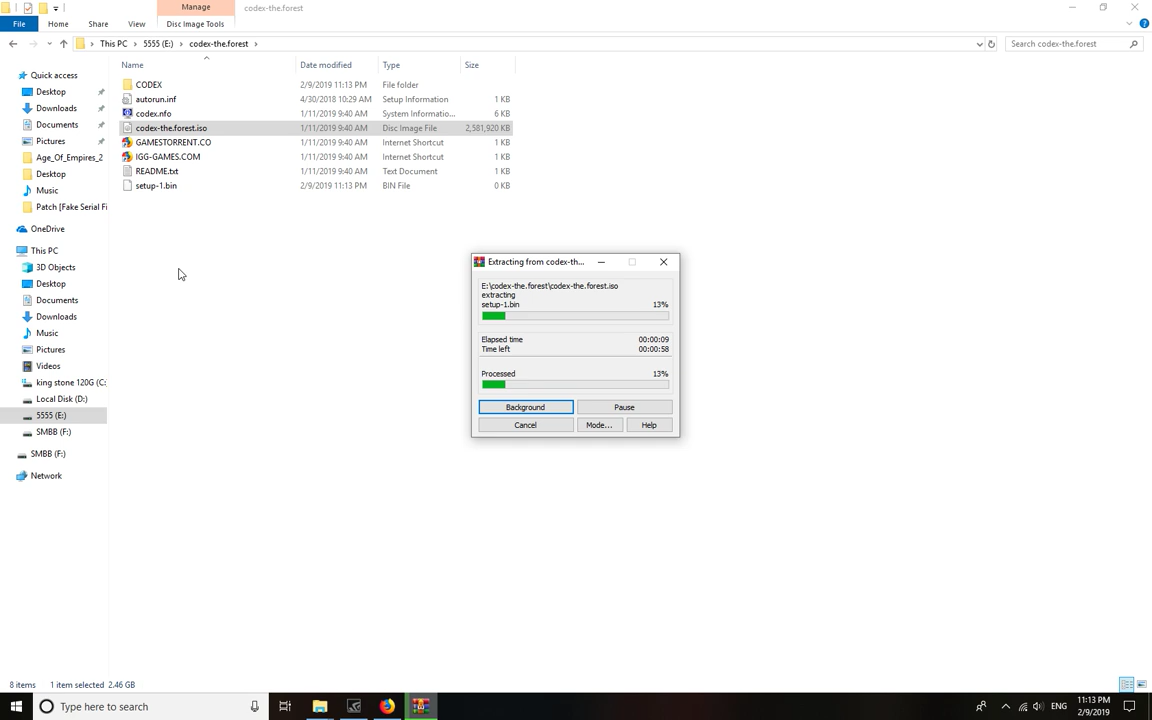 Manage
codex-the.forest
File
Home
Share
View
Disc Image Tools
This PC
5555 (E:)
codex-the.forest
Search codex-the.forest
Name
Date modified
Type
Size
CODEX
2/9/2019 11:13 PM
File folder
autorun.inf
4/30/2018 10:29 AM
Setup Information
1 KB
codex.nfo
1/11/2019 9:40 AM
System Informatio...
6 KB
codex-the.forest.iso
1/11/2019 9:40 AM
Disc Image File
2,581,920 KB
GAMESTORRENT.CO
1/11/2019 9:40 AM
Internet Shortcut
1 KB
IGG-GAMES.COM
1/11/2019 9:40 AM
Internet Shortcut
1 KB
README.txt
1/11/2019 9:40 AM
Text Document
1 KB
setup-1.bin
2/9/2019 11:13 PM
BIN File
0 KB
Quick access
Desktop
Downloads
Documents
Pictures
Age_Of_Empires_2
Desktop
Music
Patch [Fake Serial Fi
OneDrive
This PC
3D Objects
Desktop
Documents
Downloads
Music
Pictures
Videos
king stone 120G (C:
Local Disk (D:)
5555 (E:)
SMBB (F:)
SMBB (F:)
Network
Extracting from codex-th...
E:\codex-the.forest\codex-the.forest.iso
extracting
setup-1.bin
13%
Elapsed time
00:00:09
Time left
00:00:58
Processed
13%
Background
Pause
Cancel
Mode...
Help
8 items
1 item selected 2.46 GB
Type here to search
ENG
11:13 PM
2/9/2019